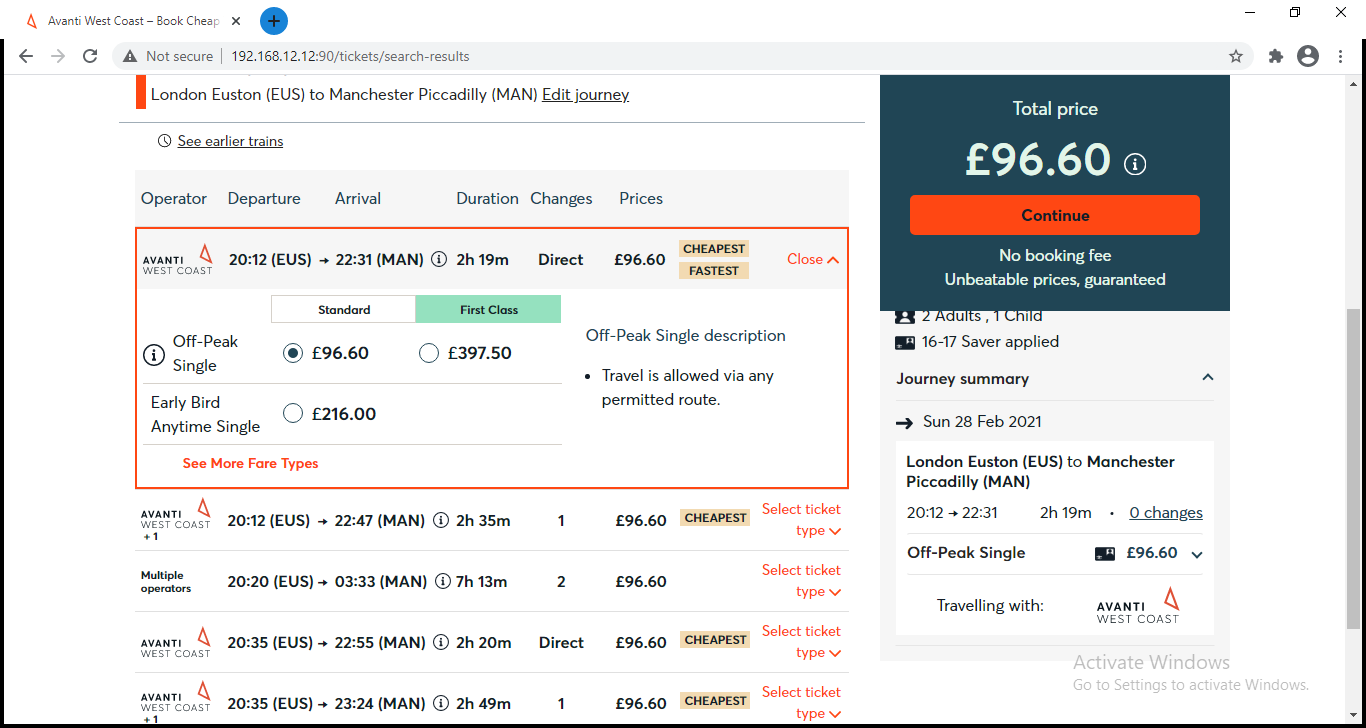 Avanti West Coast – Book Cheap
Not secure
192.168.12.12:90/tickets/search-results
London Euston (EUS) to Manchester Piccadilly (MAN) Edit journey
See earlier trains
Operator Departure Arrival Duration Changes Prices
AVANTI
WEST COAST
20:12 (EUS) → 22:31 (MAN) 2h 19m Direct £96.60
CHEAPEST
FASTEST
Close
Standard First Class
Off-Peak
Single
£96.60 £397.50
Early Bird
Anytime Single
£216.00
See More Fare Types
Off-Peak Single description
• Travel is allowed via any
permitted route.
AVANTI
WEST COAST
+ 1
20:12 (EUS) → 22:47 (MAN) 2h 35m 1 £96.60 CHEAPEST
Select ticket
type
Multiple
operators
20:20 (EUS) → 03:33 (MAN) 7h 13m 2 £96.60
Select ticket
type
AVANTI
WEST COAST
20:35 (EUS) → 22:55 (MAN) 2h 20m Direct £96.60 CHEAPEST
Select ticket
type
AVANTI
WEST COAST
+ 1
20:35 (EUS) → 23:24 (MAN) 2h 49m 1 £96.60 CHEAPEST
Select ticket
type
Total price
£96.60
Continue
No booking fee
Unbeatable prices, guaranteed
2 Adults , 1 Child
16-17 Saver applied
Journey summary
→ Sun 28 Feb 2021
London Euston (EUS) to Manchester
Piccadilly (MAN)
20:12 → 22:31 2h 19m · 0 changes
Off-Peak Single £96.60
Travelling with:
AVANTI
WEST COAST
Activate Windows
Go to Settings to activate Windows.